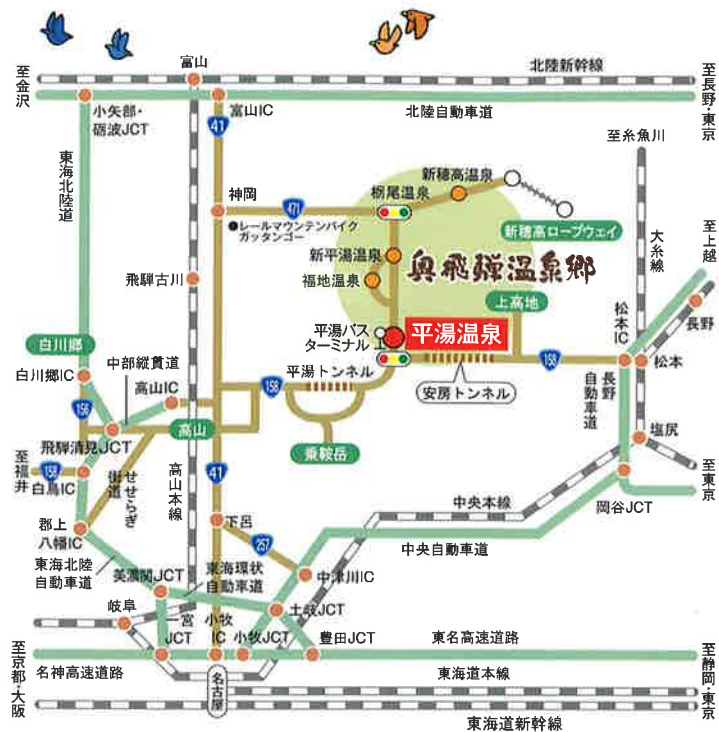 富山
北陸新幹線
至金沢
至長野・東京
小矢部・
砺波JCT
富山IC
北陸自動車道
41
至糸魚川
東海北陸道
新穂高温泉
栃尾温泉
神岡
471
●レールマウンテンバイク
ガッタンゴー
新穂高ロープウェイ
至上越
大糸線
新平湯温泉
奥飛騨温泉郷
福地温泉
飛騨古川
上高地
松本IC
長野
平湯バス
ターミナル
平湯温泉
白川郷
中部縦貫道
白川郷IC
高山IC
158
平湯トンネル
安房トンネル
158
松本
長野自動車道
156
高山
飛騨清見JCT
乗鞍岳
塩尻
至福井
158
白鳥IC
せせらぎ街道
高山本線
41
至東京
岡谷JCT
中央本線
郡上
八幡IC
下呂
257
中央自動車道
東海北陸
自動車道
美濃関JCT
東海環状
自動車道
中津川IC
岐阜
土岐JCT
一宮
JCT
小牧
IC
小牧JCT
豊田JCT
東名高速道路
至京都・大阪
名神高速道路
名古屋
東海道本線
至静岡・東京
東海道新幹線